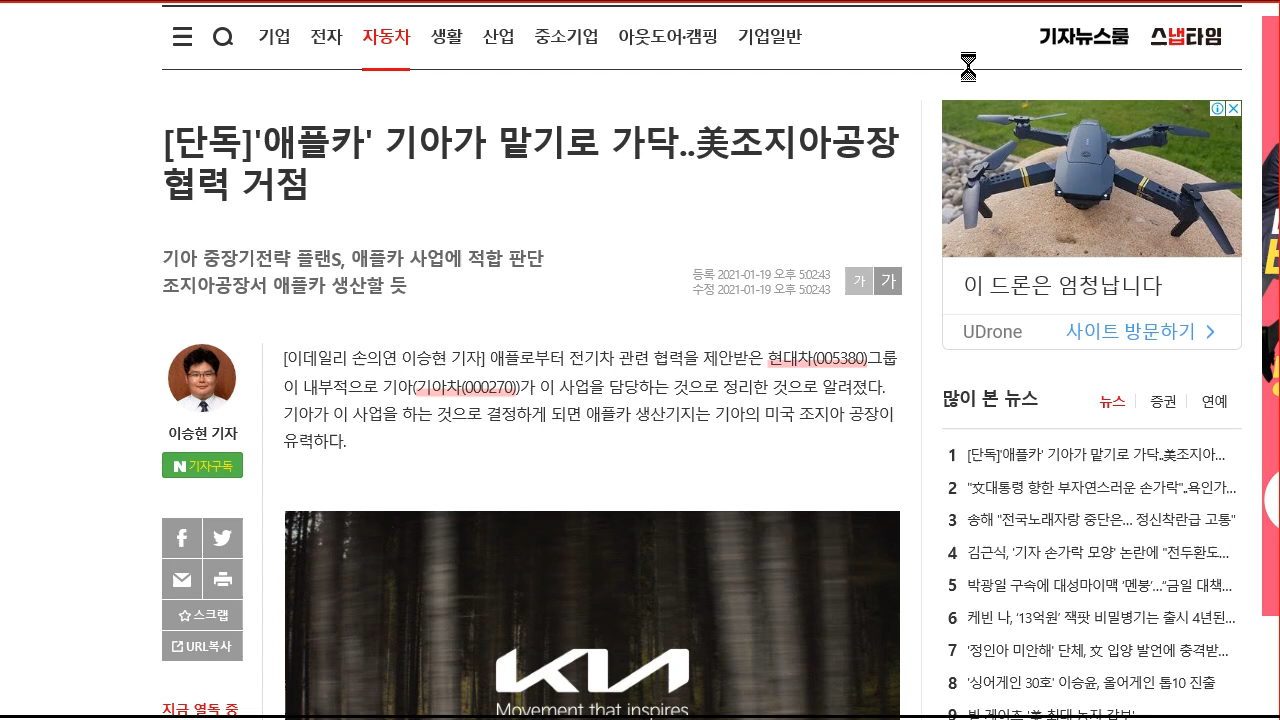 기업 전자 자동차 생활 산업 중소기업 아웃도어·캠핑 기업일반
기자뉴스룸 스냅타임
[단독]'애플카' 기아가 맡기로 가닥..美조지아공장
협력 거점
기아 중장기전략 플랜S, 애플카 사업에 적합 판단
조지아공장서 애플카 생산할 듯
등록 2021-01-19 오후 5:02:43
수정 2021-01-19 오후 5:02:43
가 가
이승현 기자
N 기자구독
스크랩
URL복사
지금 열독 중
[이데일리 손의연 이승현 기자] 애플로부터 전기차 관련 협력을 제안받은 현대차(005380)그룹
이 내부적으로 기아(기아차(000270))가 이 사업을 담당하는 것으로 정리한 것으로 알려졌다.
기아가 이 사업을 하는 것으로 결정하게 되면 애플카 생산기지는 기아의 미국 조지아 공장이
유력하다.
KIA
Movement that inspires
이 드론은 엄청납니다
UDrone 사이트 방문하기
많이 본 뉴스
뉴스 증권 연예
1 [단독]'애플카' 기아가 맡기로 가닥..美조지아...
2 "文대통령 향한 부자연스러운 손가락"..욕인가...
3 송해 "전국노래자랑 중단은... 정신착란급 고통"
4 김근식, '기자 손가락 모양' 논란에 "전두환도...
5 박광일 구속에 대성마이맥 '멘붕'…"금일 대책...
6 케빈 나, '13억원' 잭팟 비밀병기는 출시 4년된...
7 '정인아 미안해' 단체, 文 입양 발언에 충격받...
8 '싱어게인 30호' 이승윤, 올어게인 톱10 진출
9 빌 게이츠 '美 최대 농지 갑부'